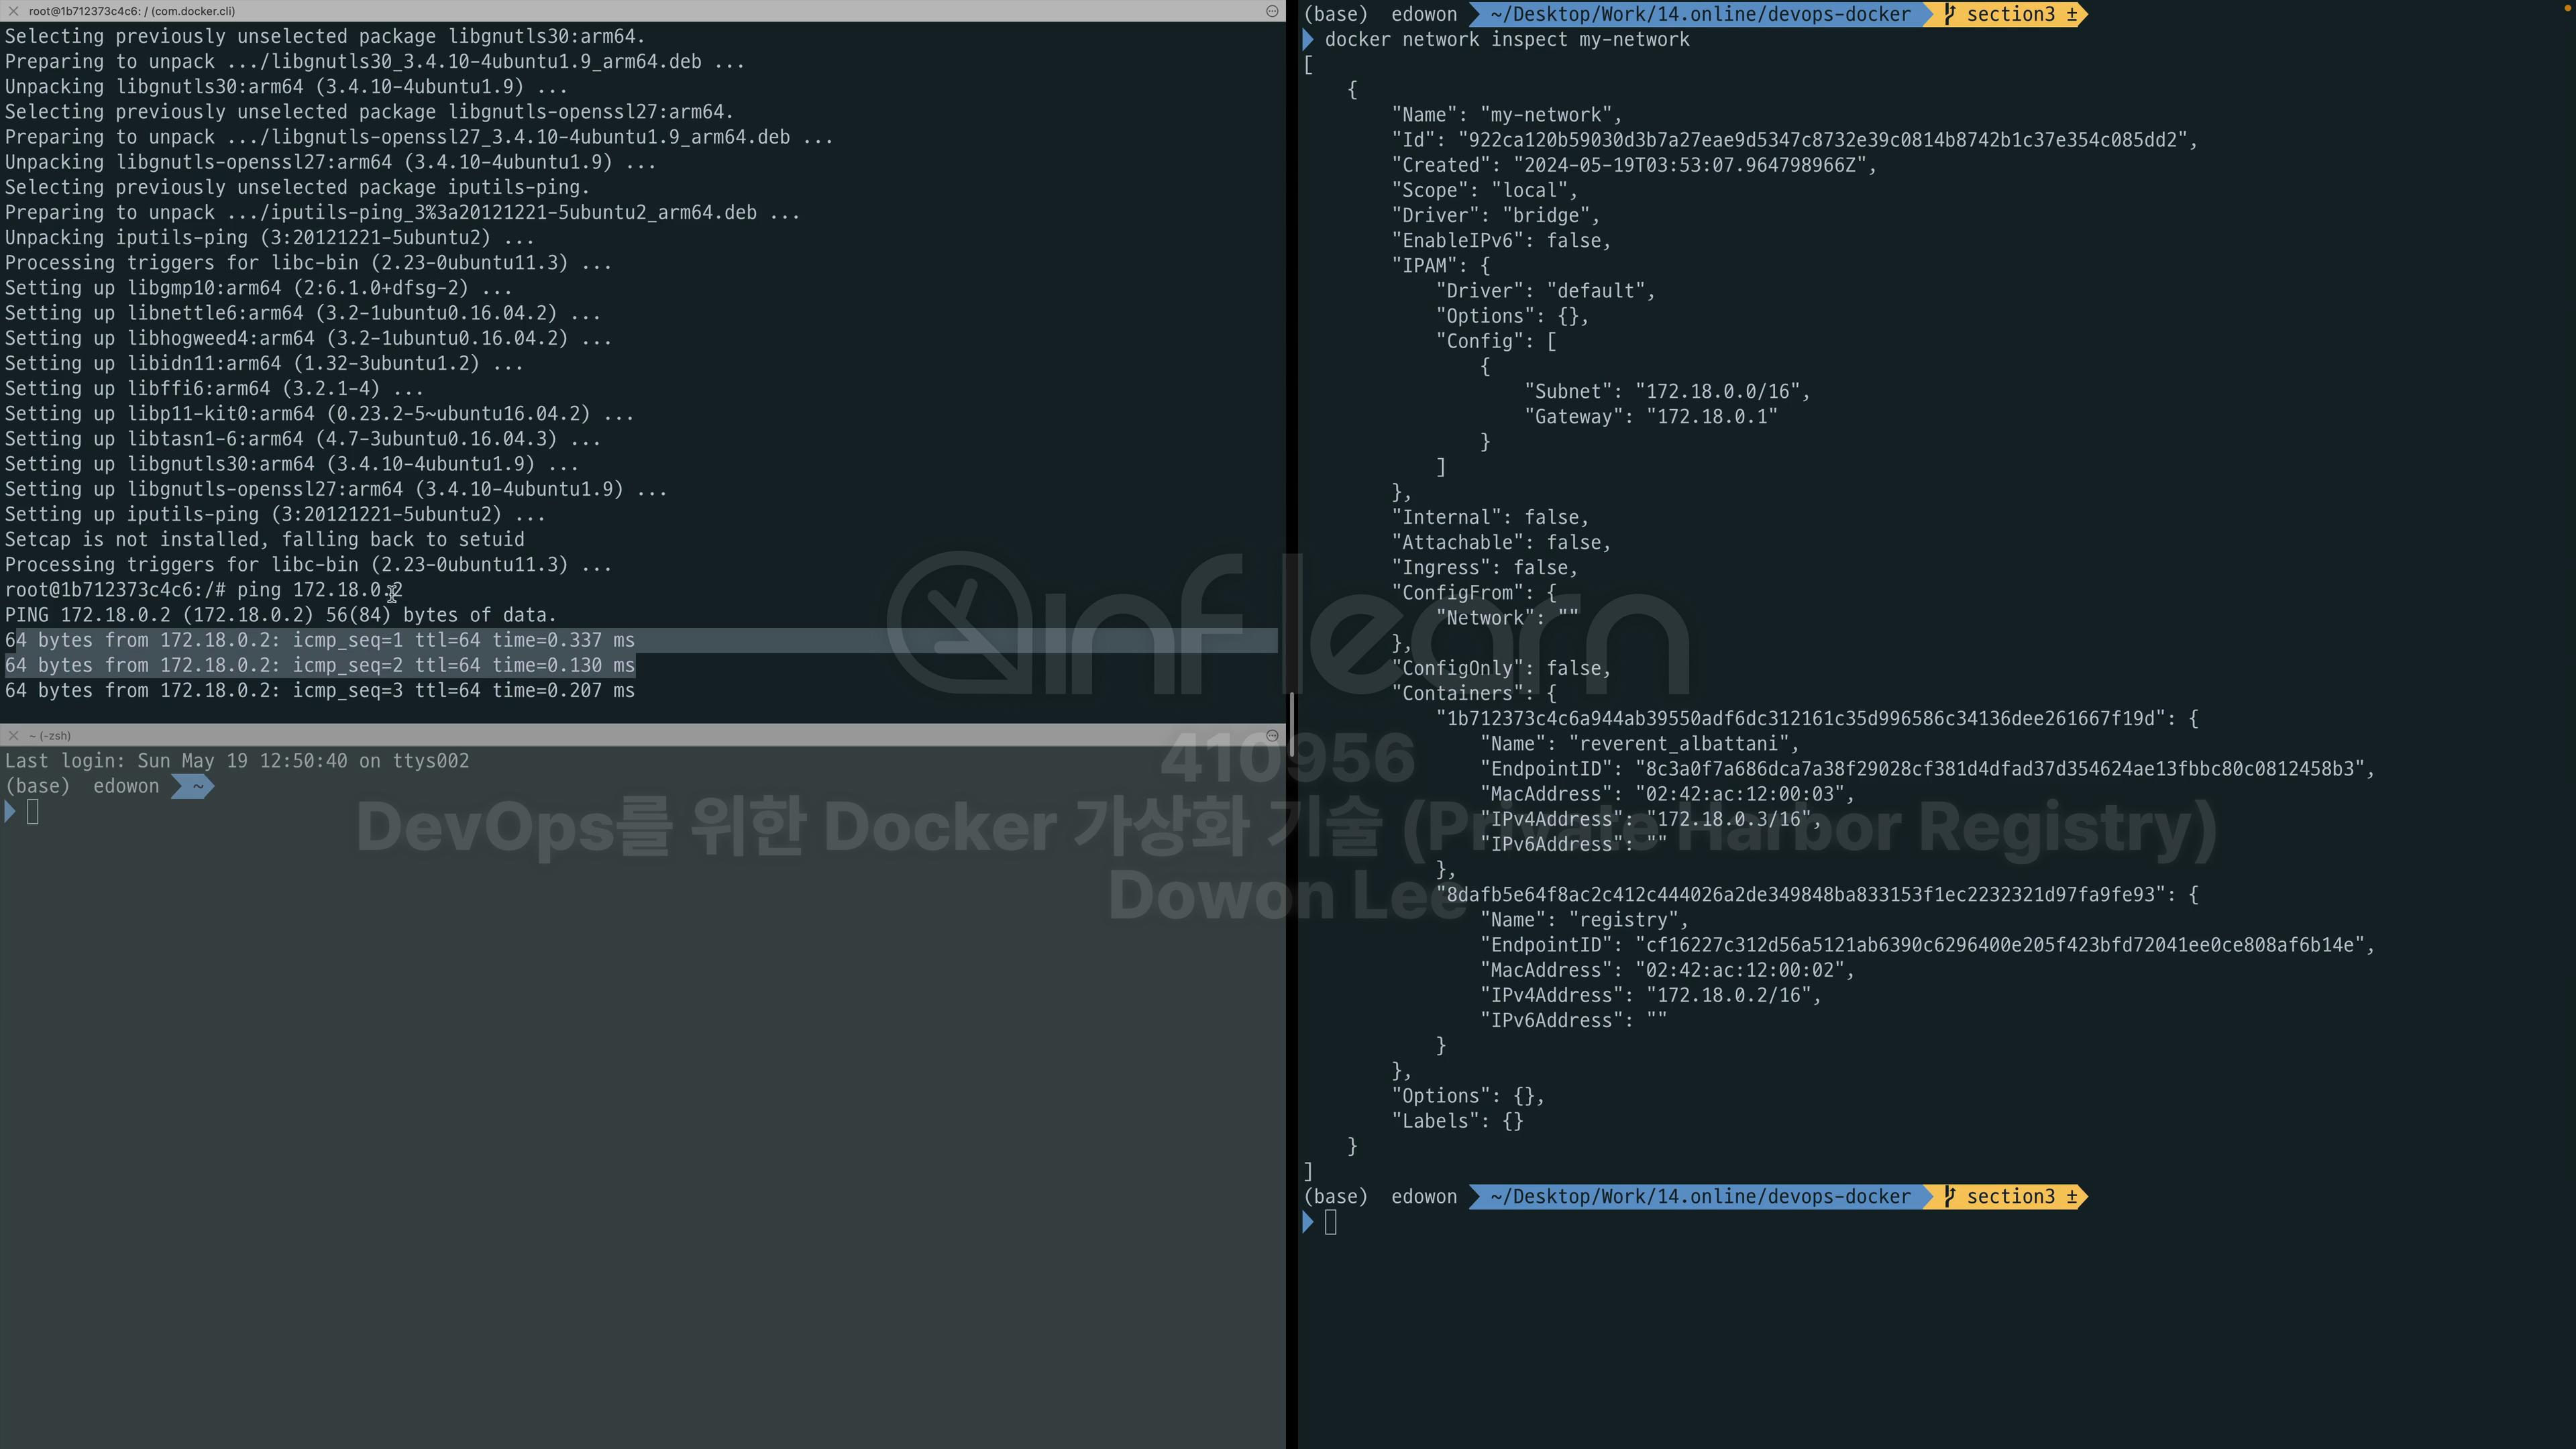 root@1b712373c4c6: / (com.docker.cli)
Selecting previously unselected package libgnutls30:arm64.
Preparing to unpack .../libgnutls30_3.4.10-4ubuntu1.9_arm64.deb ...
Unpacking libgnutls30:arm64 (3.4.10-4ubuntu1.9) ...
Selecting previously unselected package libgnutls-openssl27:arm64.
Preparing to unpack .../libgnutls-openssl27_3.4.10-4ubuntu1.9_arm64.deb ...
Unpacking libgnutls-openssl27:arm64 (3.4.10-4ubuntu1.9) ...
Selecting previously unselected package iputils-ping.
Preparing to unpack .../iputils-ping_3%3a20121221-5ubuntu2_arm64.deb ...
Unpacking iputils-ping (3:20121221-5ubuntu2) ...
Processing triggers for libc-bin (2.23-0ubuntu11.3) ...
Setting up libgmp10:arm64 (2:6.1.0+dfsg-2) ...
Setting up libnettle6:arm64 (3.2-1ubuntu0.16.04.2) ...
Setting up libhogweed4:arm64 (3.2-1ubuntu0.16.04.2) ...
Setting up libidn11:arm64 (1.32-3ubuntu1.2) ...
Setting up libffi6:arm64 (3.2.1-4) ...
Setting up libp11-kit0:arm64 (0.23.2-5~ubuntu16.04.2) ...
Setting up libtasn1-6:arm64 (4.7-3ubuntu0.16.04.3) ...
Setting up libgnutls30:arm64 (3.4.10-4ubuntu1.9) ...
Setting up libgnutls-openssl27:arm64 (3.4.10-4ubuntu1.9) ...
Setting up iputils-ping (3:20121221-5ubuntu2) ...
Setcap is not installed, falling back to setuid
Processing triggers for libc-bin (2.23-0ubuntu11.3) ...
root@1b712373c4c6:/# ping 172.18.0.2
PING 172.18.0.2 (172.18.0.2) 56(84) bytes of data.
64 bytes from 172.18.0.2: icmp_seq=1 ttl=64 time=0.337 ms
64 bytes from 172.18.0.2: icmp_seq=2 ttl=64 time=0.130 ms
64 bytes from 172.18.0.2: icmp_seq=3 ttl=64 time=0.207 ms
~ (-zsh)
Last login: Sun May 19 12:50:40 on ttys002
(base) edowon ~
(base) edowon ~/Desktop/Work/14.online/devops-docker section3 ±
docker network inspect my-network
[
{
"Name": "my-network",
"Id": "922ca120b59030d3b7a27eae9d5347c8732e39c0814b8742b1c37e354c085dd2",
"Created": "2024-05-19T03:53:07.964798966Z",
"Scope": "local",
"Driver": "bridge",
"EnableIPv6": false,
"IPAM": {
"Driver": "default",
"Options": {},
"Config": [
{
"Subnet": "172.18.0.0/16",
"Gateway": "172.18.0.1"
}
]
},
"Internal": false,
"Attachable": false,
"Ingress": false,
"ConfigFrom": {
"Network": ""
},
"ConfigOnly": false,
"Containers": {
"1b712373c4c6a944ab39550adf6dc312161c35d996586c34136dee261667f19d": {
"Name": "reverent_albattani",
"EndpointID": "8c3a0f7a686dca7a38f29028cf381d4dfad37d354624ae13fbbc80c0812458b3",
"MacAddress": "02:42:ac:12:00:03",
"IPv4Address": "172.18.0.3/16",
"IPv6Address": ""
},
"8dafb5e64f8ac2c412c444026a2de349848ba833153f1ec2232321d97fa9fe93": {
"Name": "registry",
"EndpointID": "cf16227c312d56a5121ab6390c6296400e205f423bfd72041ee0ce808af6b14e",
"MacAddress": "02:42:ac:12:00:02",
"IPv4Address": "172.18.0.2/16",
"IPv6Address": ""
}
},
"Options": {},
"Labels": {}
}
]
(base) edowon ~/Desktop/Work/14.online/devops-docker section3 ±
inflearn
410956
DevOps를 위한 Docker 가상화 기술 (Private Harbor Registry)
Dowon Lee